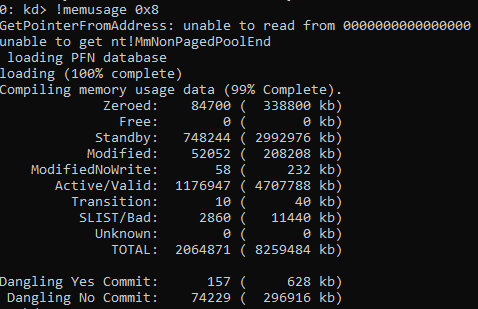 0: kd> !memusage 0x8
GetPointerFromAddress: unable to read from 0000000000000000
unable to get nt!MmNonPagedPoolEnd
 loading PFN database
loading (100% complete)
Compiling memory usage data (99% Complete).
             Zeroed:   84700 (  338800 kb)
               Free:       0 (       0 kb)
            Standby:  748244 ( 2992976 kb)
           Modified:   52052 (  208208 kb)
    ModifiedNoWrite:      58 (     232 kb)
       Active/Valid: 1176947 ( 4707788 kb)
         Transition:      10 (      40 kb)
          SLIST/Bad:    2860 (   11440 kb)
            Unknown:       0 (       0 kb)
              TOTAL: 2064871 ( 8259484 kb)

Dangling Yes Commit:     157 (     628 kb)
 Dangling No Commit:   74229 (  296916 kb)